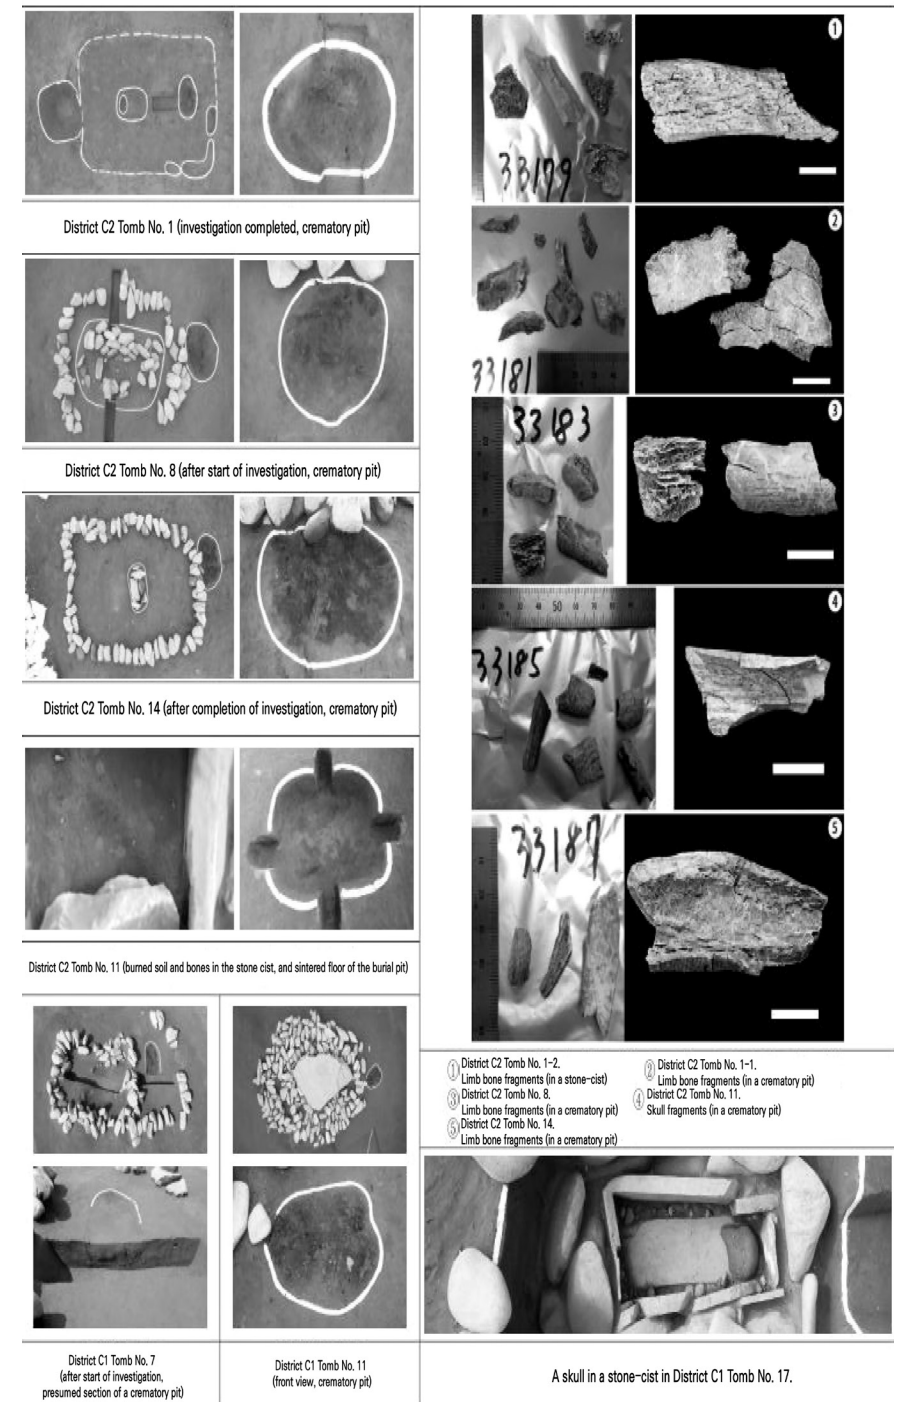 District C2 Tomb No. 1 (investigation completed, crematory pit)
District C2 Tomb No. 8 (after start of investigation, crematory pit)
District C2 Tomb No. 14 (after completion of investigation, crematory pit)
District C2 Tomb No. 11 (burned soil and bones in the stone cist, and sintered floor of the burial pit)
District C1 Tomb No. 7
(after start of investigation,
presumed section of a crematory pit)
District C1 Tomb No. 11
(front view, crematory pit)
①
33179
②
33181
③
33183
④
50
33185
⑤
33187
① District C2 Tomb No. 1-2.
Limb bone fragments (in a stone-cist)
② District C2 Tomb No. 1-1.
Limb bone fragments (in a crematory pit)
③ District C2 Tomb No. 8.
Limb bone fragments (in a crematory pit)
④ District C2 Tomb No. 11.
Skull fragments (in a crematory pit)
⑤ District C2 Tomb No. 14.
Limb bone fragments (in a crematory pit)
A skull in a stone-cist in District C1 Tomb No. 17.